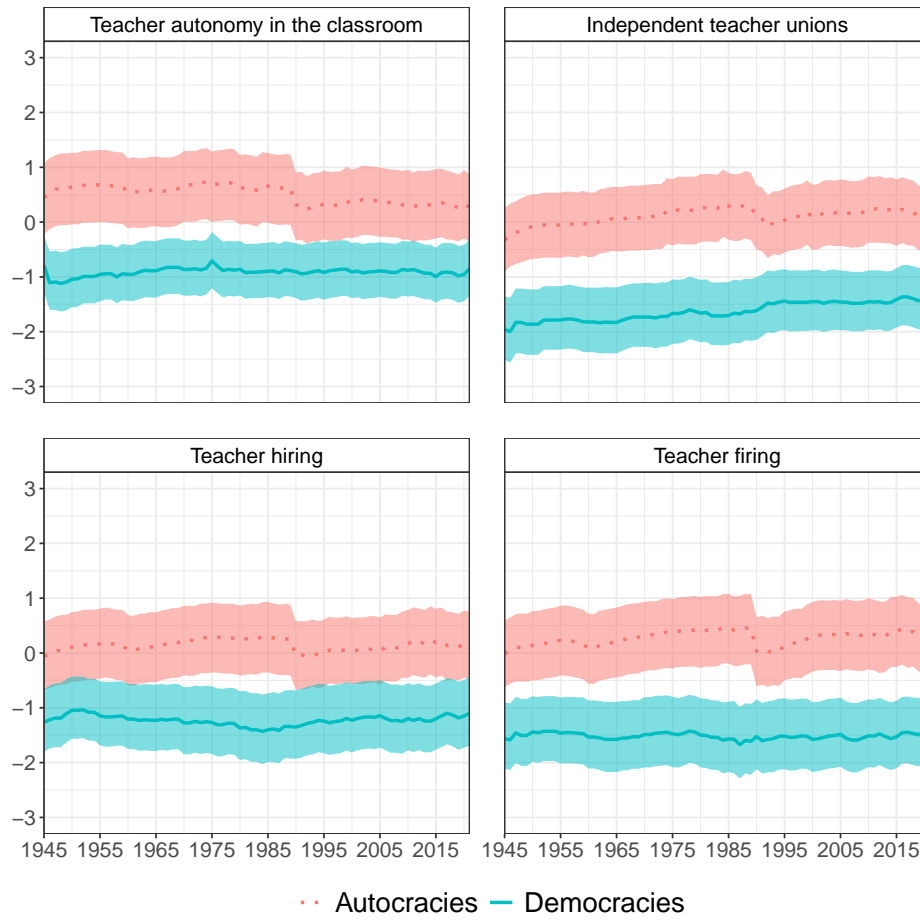 Teacher autonomy in the classroom
Independent teacher unions
3
2
1
0
−1
−2
−3
Teacher hiring
Teacher firing
3
2
1
0
−1
−2
−3
1945 1955 1965 1975 1985 1995 2005 2015
1945 1955 1965 1975 1985 1995 2005 2015
Autocracies Democracies